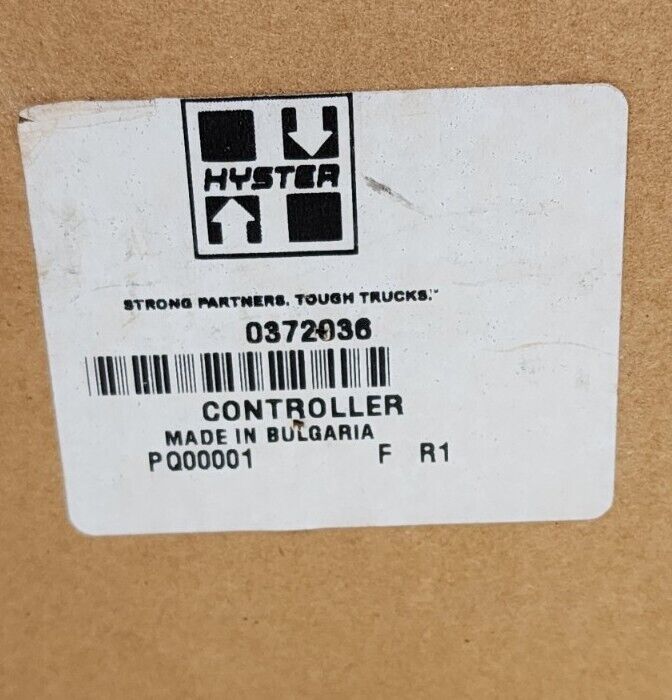 HYSTER
STRONG PARTNERS. TOUGH TRUCKS.™
0372036
CONTROLLER
MADE IN BULGARIA
PQ00001 F R1